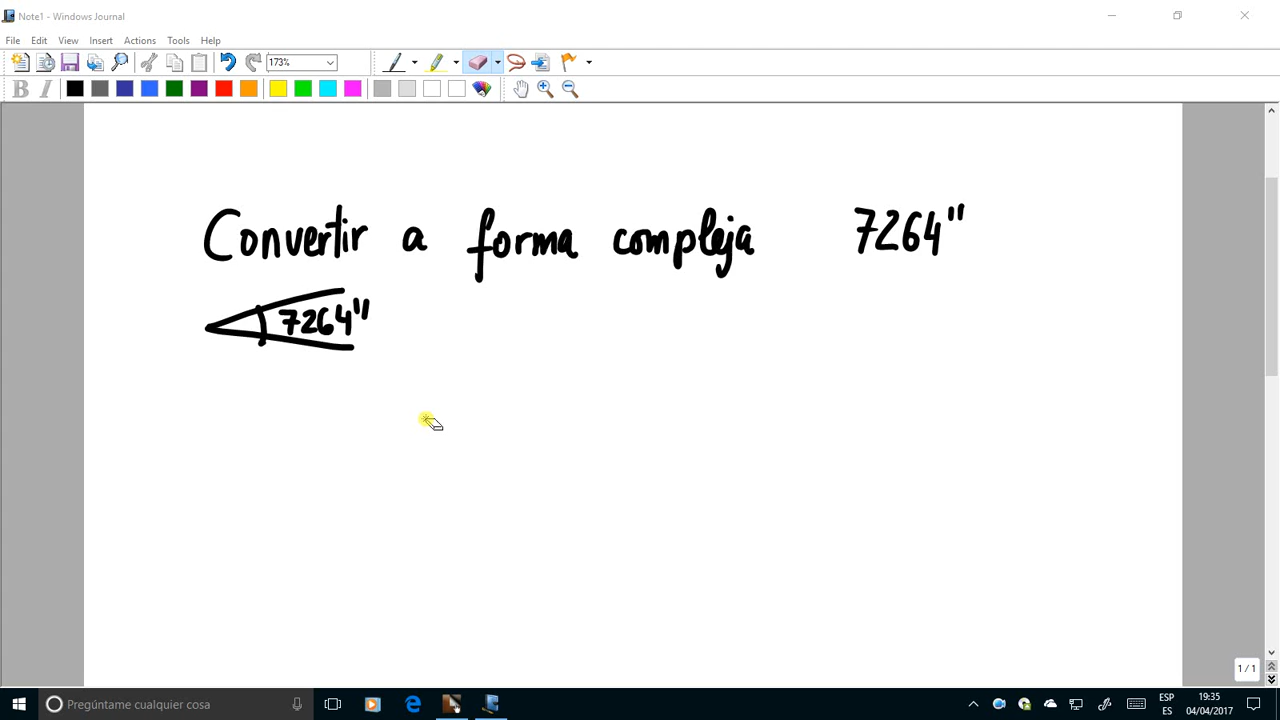 Note1 - Windows Journal
File Edit View Insert Actions Tools Help
173%
B I
Convertir a forma compleja 7264"
7264"
1 / 1
Pregúntame cualquier cosa
ESP 19:35
ES 04/04/2017